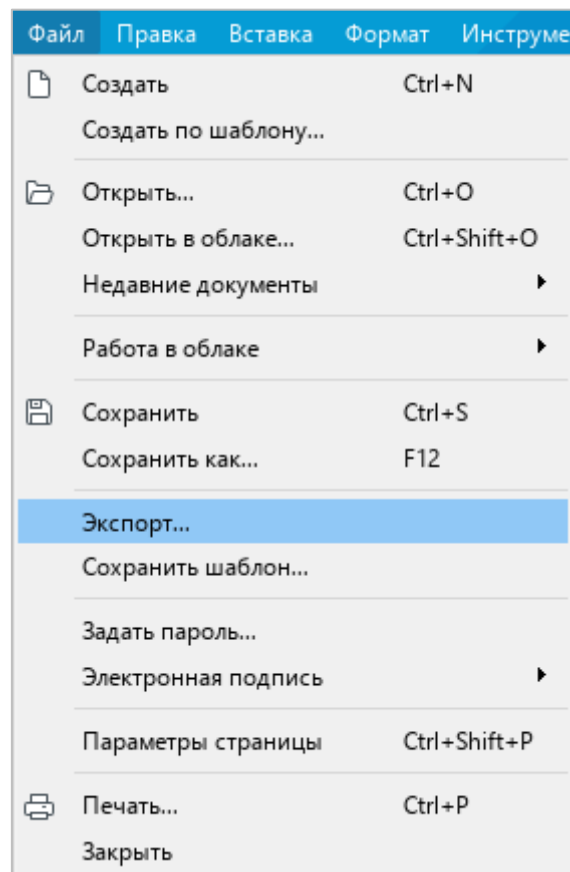 Файл Правка Вставка Формат Инструме
Создать Ctrl+N
Создать по шаблону...
Открыть... Ctrl+O
Открыть в облаке... Ctrl+Shift+O
Недавние документы
Работа в облаке
Сохранить Ctrl+S
Сохранить как... F12
Экспорт...
Сохранить шаблон...
Задать пароль...
Электронная подпись
Параметры страницы Ctrl+Shift+P
Печать... Ctrl+P
Закрыть